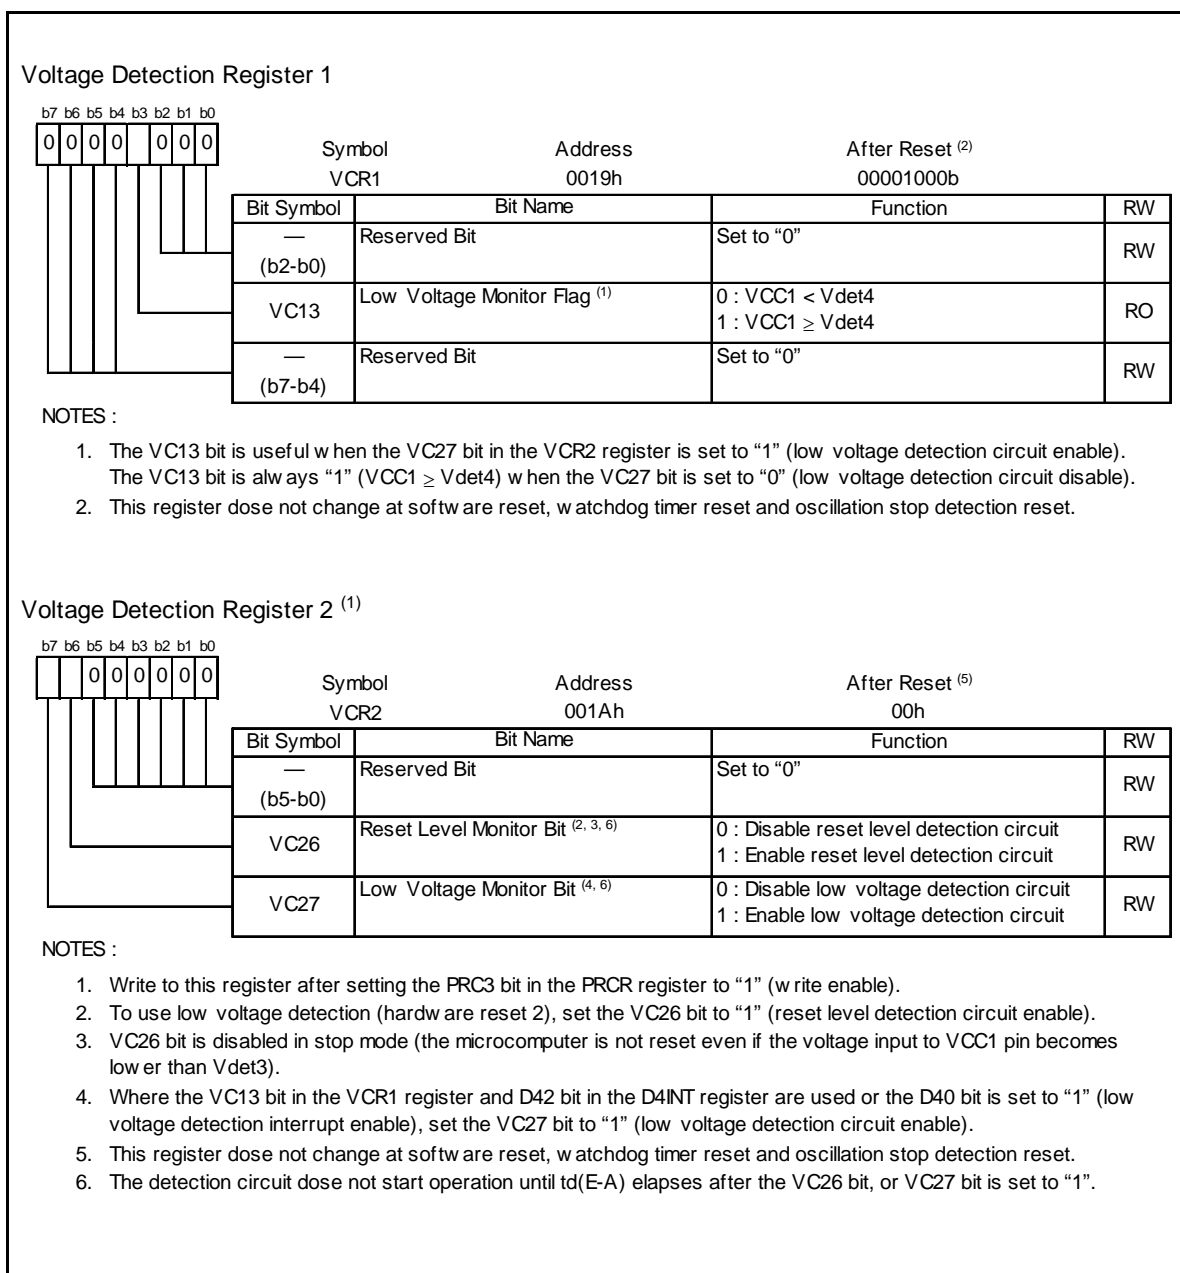 Voltage Detection Register 1
b7 b6 b5 b4 b3 b2 b1 b0
0 0 0 0 0 0 0
Symbol Address After Reset (2)
VCR1 0019h 00001000b
Bit Symbol Bit Name Function RW
— Reserved Bit Set to “0” RW
(b2-b0)
VC13 Low Voltage Monitor Flag (1) 0 : VCC1 < Vdet4 RO
1 : VCC1 ≥ Vdet4
— Reserved Bit Set to “0” RW
(b7-b4)
NOTES :
1. The VC13 bit is useful when the VC27 bit in the VCR2 register is set to “1” (low voltage detection circuit enable).
The VC13 bit is always “1” (VCC1 ≥ Vdet4) when the VC27 bit is set to “0” (low voltage detection circuit disable).
2. This register dose not change at software reset, watchdog timer reset and oscillation stop detection reset.
Voltage Detection Register 2 (1)
b7 b6 b5 b4 b3 b2 b1 b0
0 0 0 0 0 0
Symbol Address After Reset (5)
VCR2 001Ah 00h
Bit Symbol Bit Name Function RW
— Reserved Bit Set to “0” RW
(b5-b0)
VC26 Reset Level Monitor Bit (2, 3, 6) 0 : Disable reset level detection circuit RW
1 : Enable reset level detection circuit
VC27 Low Voltage Monitor Bit (4, 6) 0 : Disable low voltage detection circuit RW
1 : Enable low voltage detection circuit
NOTES :
1. Write to this register after setting the PRC3 bit in the PRCR register to “1” (write enable).
2. To use low voltage detection (hardware reset 2), set the VC26 bit to “1” (reset level detection circuit enable).
3. VC26 bit is disabled in stop mode (the microcomputer is not reset even if the voltage input to VCC1 pin becomes
lower than Vdet3).
4. Where the VC13 bit in the VCR1 register and D42 bit in the D4INT register are used or the D40 bit is set to “1” (low
voltage detection interrupt enable), set the VC27 bit to “1” (low voltage detection circuit enable).
5. This register dose not change at software reset, watchdog timer reset and oscillation stop detection reset.
6. The detection circuit dose not start operation until td(E-A) elapses after the VC26 bit, or VC27 bit is set to “1”.